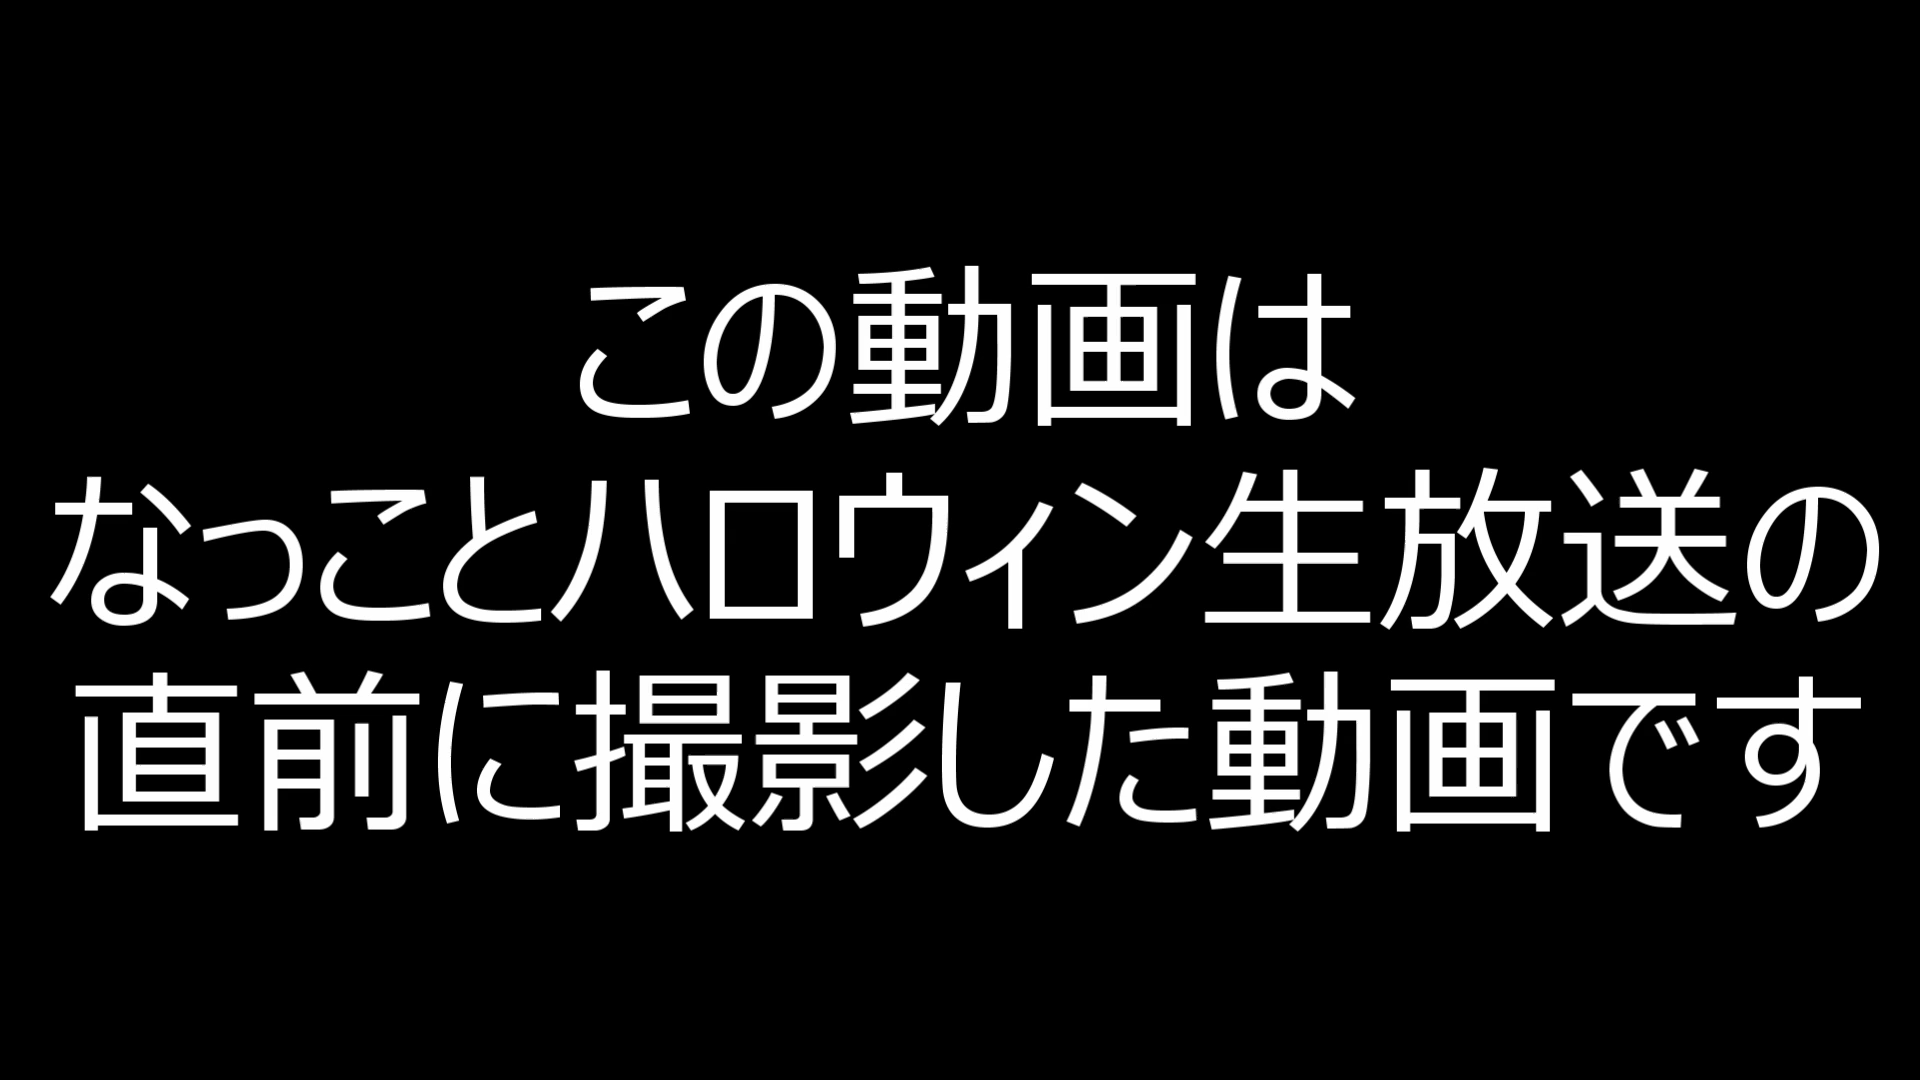 この動画は
なっことハロウィン生放送の
直前に撮影した動画です